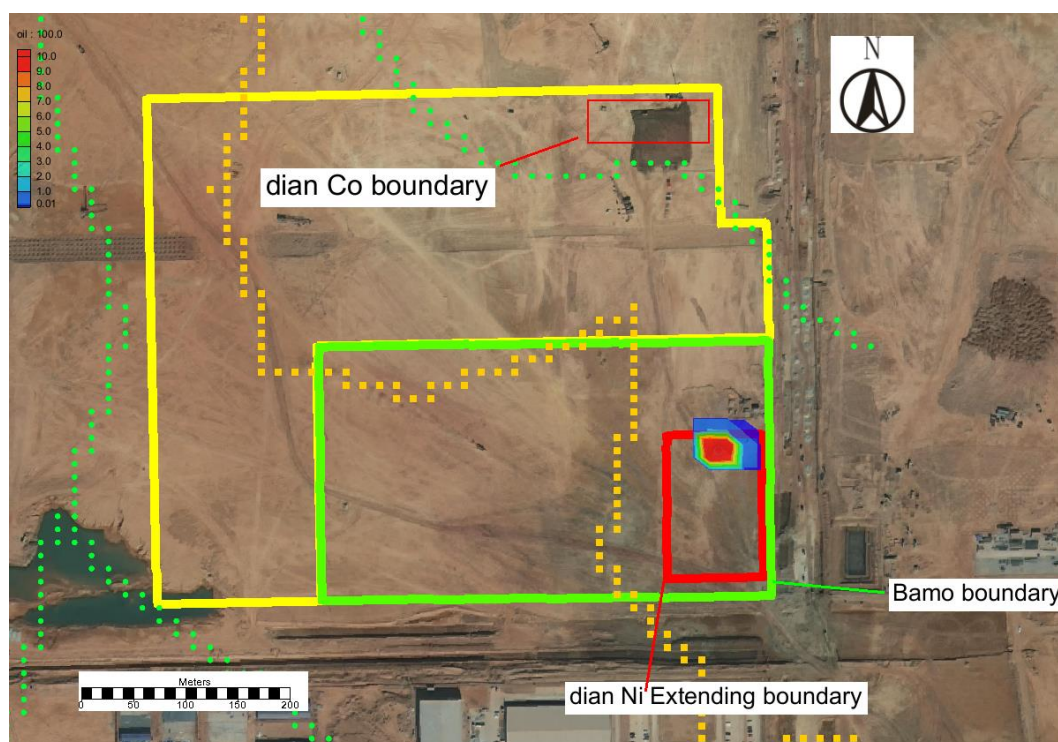 oil : 100.0
10.0
9.0
8.0
7.0
6.0
5.0
4.0
3.0
2.0
1.0
0.01
N
dian Co boundary
Bamo boundary
dian Ni Extending boundary
Meters
0 50 100 150 200